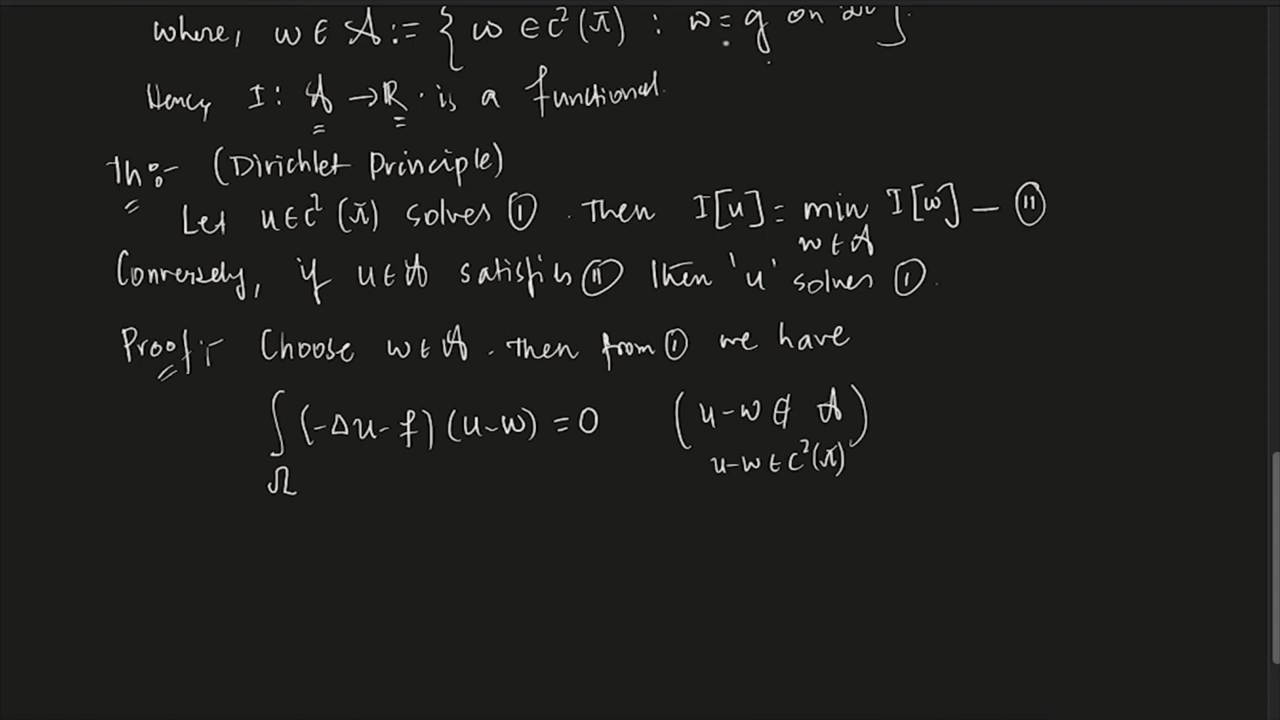 where, w ∈ 𝒜 := { w ∈ C²(Ω̄) : w = g on ∂Ω }.
Hence, I : 𝒜 → ℝ. is a functional.
Th:- (Dirichlet Principle)
Let u ∈ C²(Ω̄) solves ①. Then I[u] = min I[w] — ⑪
w ∈ 𝒜
Conversely, if u ∈ 𝒜 satisfies ⑪ then 'u' solves ①.
Proof:- Choose w ∈ 𝒜. then from ① we have
∫ (-Δu - f) (u-w) = 0 (u-w ∉ 𝒜)
Ω u-w ∈ C²(Ω̄)